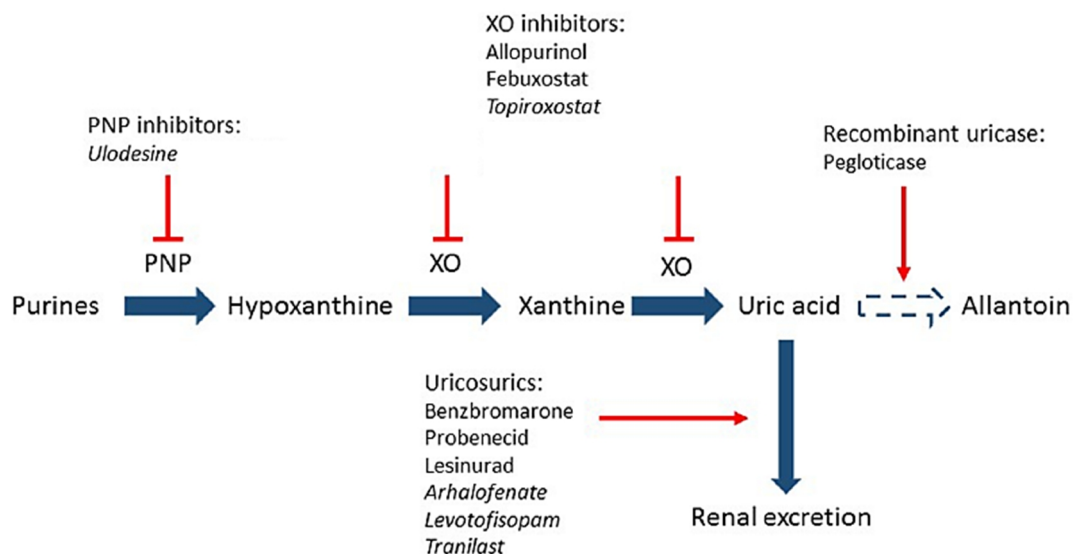 XO inhibitors:
Allopurinol
Febuxostat
Topiroxostat
PNP inhibitors:
Ulodesine
Recombinant uricase:
Pegloticase
PNP
XO
XO
Purines
Hypoxanthine
Xanthine
Uric acid
Allantoin
Uricosurics:
Benzbromarone
Probenecid
Lesinurad
Arhalofenate
Levotofisopam
Tranilast
Renal excretion